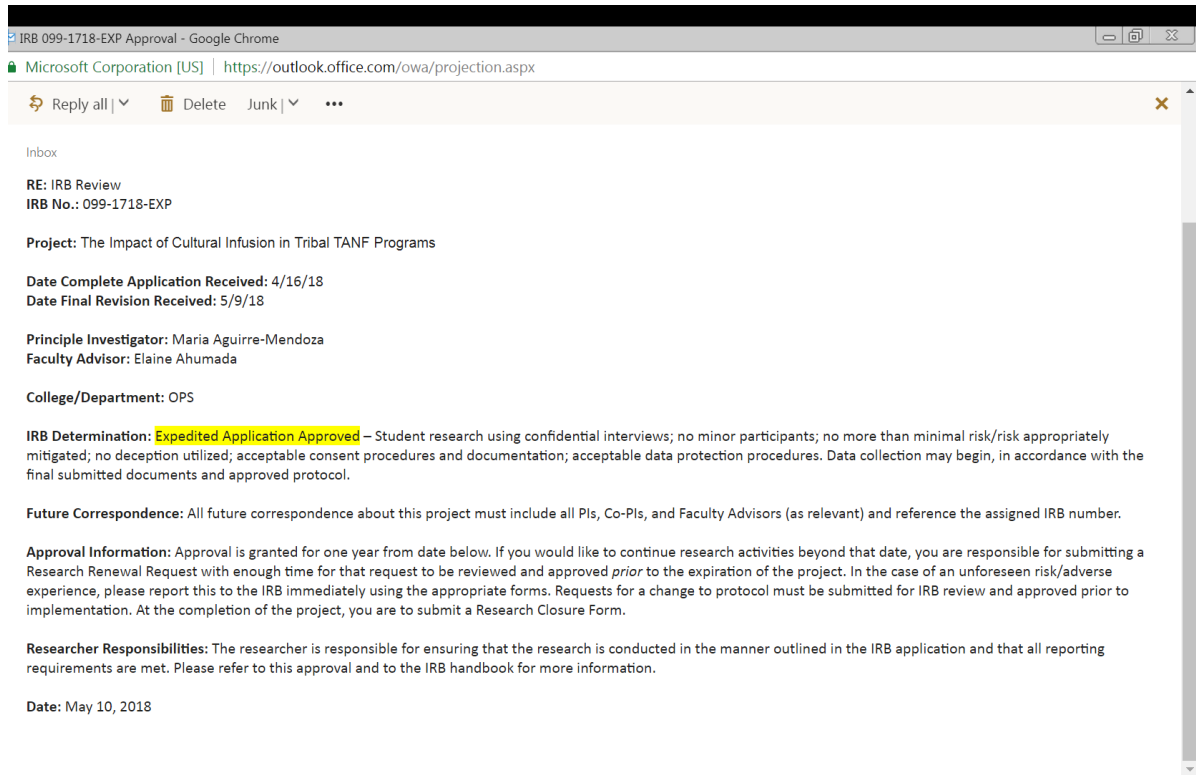 IRB 099-1718-EXP Approval - Google Chrome
Microsoft Corporation [US] | https://outlook.office.com/owa/projection.aspx
Reply all | Delete Junk | •••
Inbox
RE: IRB Review
IRB No.: 099-1718-EXP
Project: The Impact of Cultural Infusion in Tribal TANF Programs
Date Complete Application Received: 4/16/18
Date Final Revision Received: 5/9/18
Principle Investigator: Maria Aguirre-Mendoza
Faculty Advisor: Elaine Ahumada
College/Department: OPS
IRB Determination: Expedited Application Approved – Student research using confidential interviews; no minor participants; no more than minimal risk/risk appropriately
mitigated; no deception utilized; acceptable consent procedures and documentation; acceptable data protection procedures. Data collection may begin, in accordance with the
final submitted documents and approved protocol.
Future Correspondence: All future correspondence about this project must include all PIs, Co-PIs, and Faculty Advisors (as relevant) and reference the assigned IRB number.
Approval Information: Approval is granted for one year from date below. If you would like to continue research activities beyond that date, you are responsible for submitting a
Research Renewal Request with enough time for that request to be reviewed and approved prior to the expiration of the project. In the case of an unforeseen risk/adverse
experience, please report this to the IRB immediately using the appropriate forms. Requests for a change to protocol must be submitted for IRB review and approved prior to
implementation. At the completion of the project, you are to submit a Research Closure Form.
Researcher Responsibilities: The researcher is responsible for ensuring that the research is conducted in the manner outlined in the IRB application and that all reporting
requirements are met. Please refer to this approval and to the IRB handbook for more information.
Date: May 10, 2018